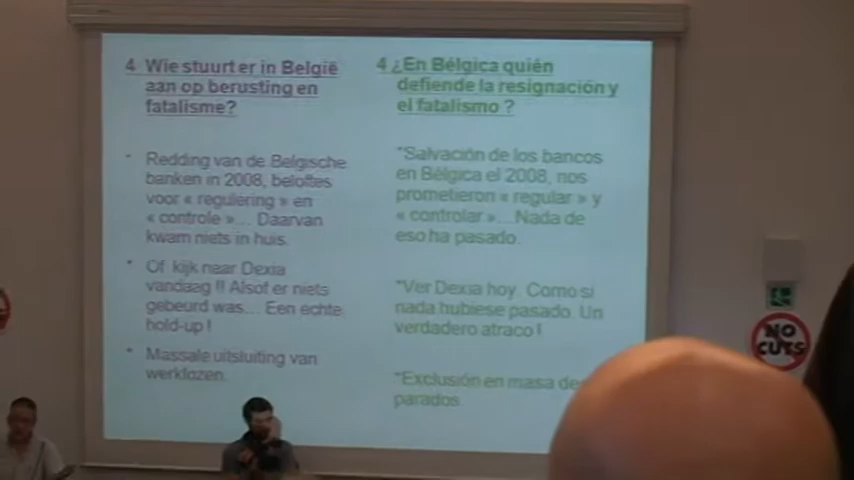 4 Wie stuurt er in België
aan op berusting en
fatalisme?
· Redding van de Belgische
banken in 2008, beloftes
voor « regulering » en
« controle »... Daarvan
kwam niets in huis.
· Of kijk naar Dexia
vandaag !! Alsof er niets
gebeurd was... Een echte
hold-up !
· Massale uitsluiting van
werklozen.
4 ¿En Bélgica quién
defiende la resignación y
el fatalismo ?
*Salvación de los bancos
en Bélgica el 2008, nos
prometieron « regular » y
« controlar »... Nada de
eso ha pasado.
*Ver Dexia hoy. Como si
nada hubiese pasado. Un
verdadero atraco !
*Exclusión en masa de
parados.
NO
CUTS